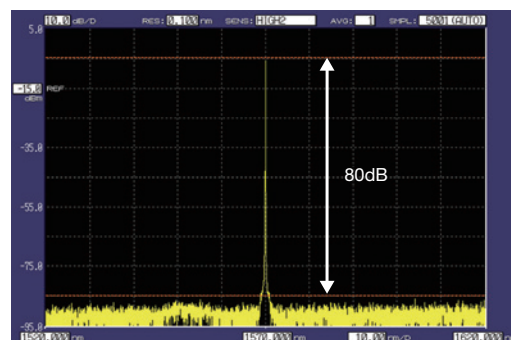 10.0 dB/D RES: 0.100 nm SENS: HIGH2 AVG: 1 SMPL: 5001 (AUTO)
5.0
-15.0 REF
dBm
-35.0
80dB
-55.0
-75.0
-95.0
1520.000 nm 1570.000 nm 10.00 nm/D 1620.000 nm